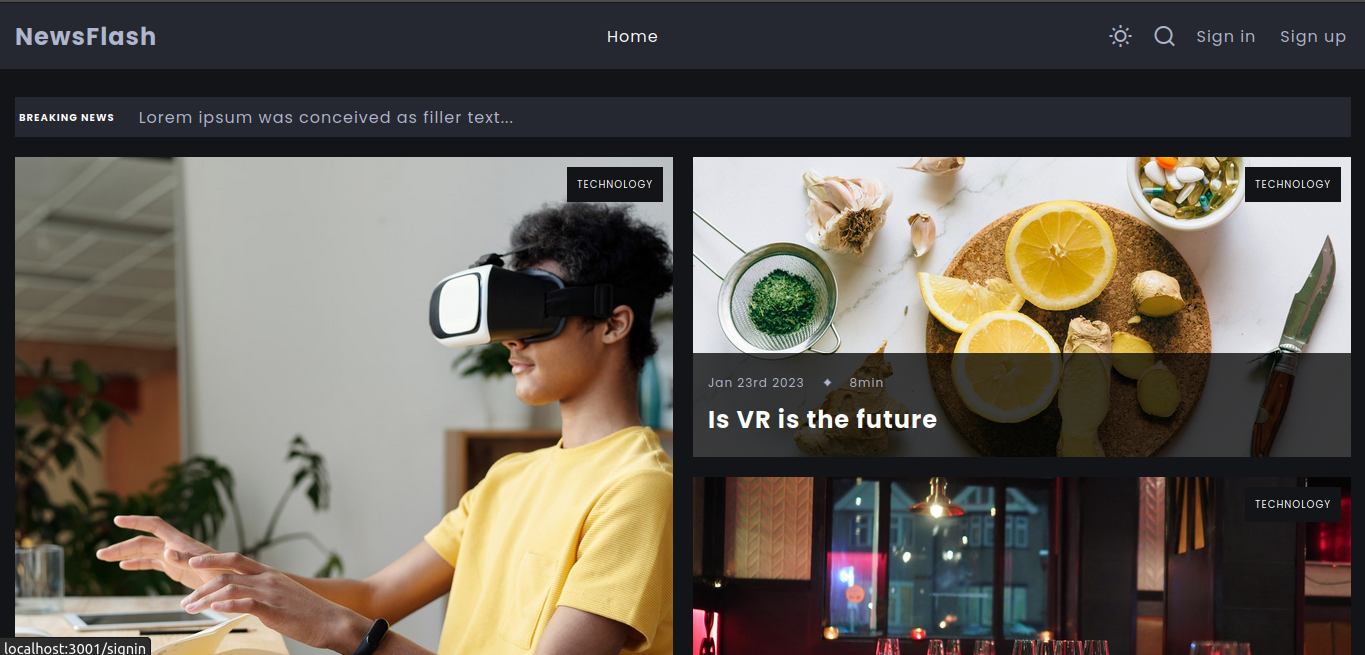 NewsFlash
Home
Sign in
Sign up
BREAKING NEWS
Lorem ipsum was conceived as filler text...
TECHNOLOGY
TECHNOLOGY
Jan 23rd 2023 ✦ 8min
Is VR is the future
TECHNOLOGY
localhost:3001/signin